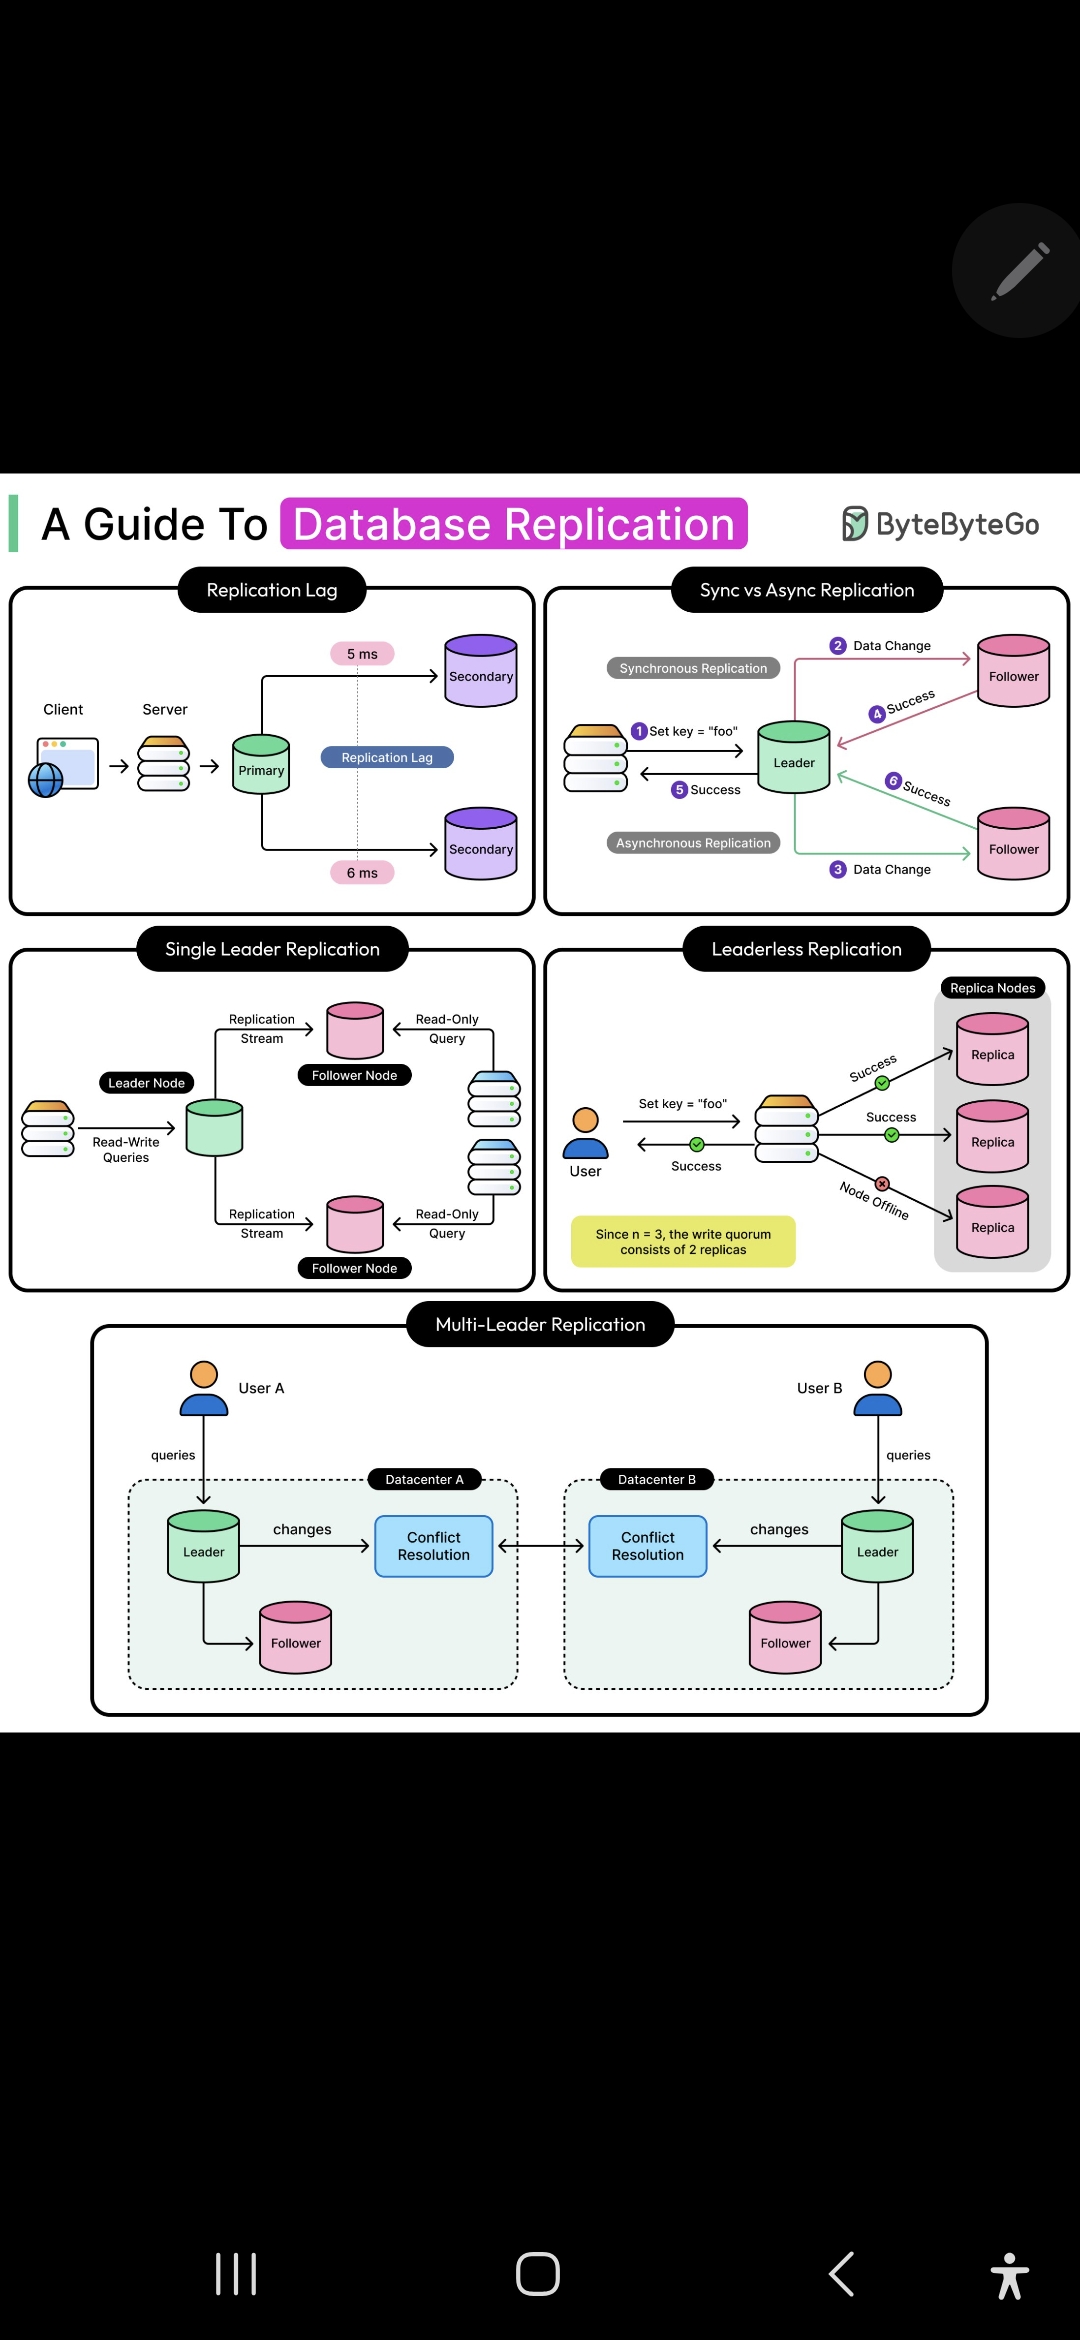 A Guide To Database Replication
ByteByteGo
Replication Lag
5 ms
Secondary
Client
Server
Primary
Replication Lag
Secondary
6 ms
Sync vs Async Replication
2 Data Change
Synchronous Replication
Follower
4 Success
1 Set key = "foo"
Leader
5 Success
6 Success
Asynchronous Replication
Follower
3 Data Change
Single Leader Replication
Replication
Stream
Read-Only
Query
Follower Node
Leader Node
Read-Write
Queries
Replication
Stream
Read-Only
Query
Follower Node
Leaderless Replication
Replica Nodes
Replica
Success
Set key = "foo"
Success
Replica
User
Success
Node Offline
Replica
Since n = 3, the write quorum
consists of 2 replicas
Multi-Leader Replication
User A
User B
queries
queries
Datacenter A
Datacenter B
Leader
changes
Conflict
Resolution
Conflict
Resolution
changes
Leader
Follower
Follower